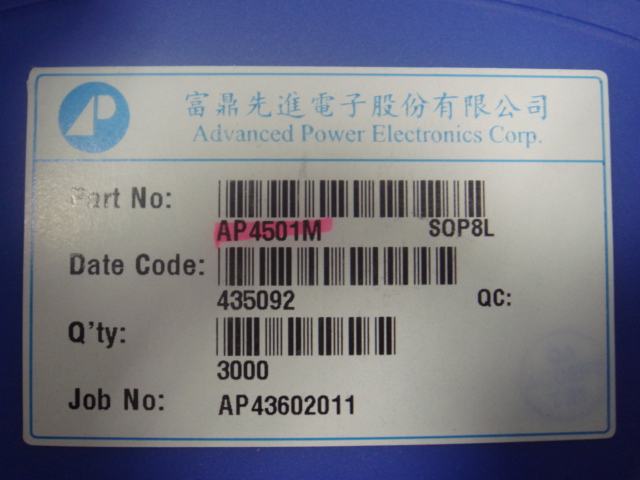 AP 富鼎先進電子股份有限公司
Advanced Power Electronics Corp.
Part No:
AP4501M SOP8L
Date Code:
435092 QC:
Q'ty:
3000
Job No: AP43602011